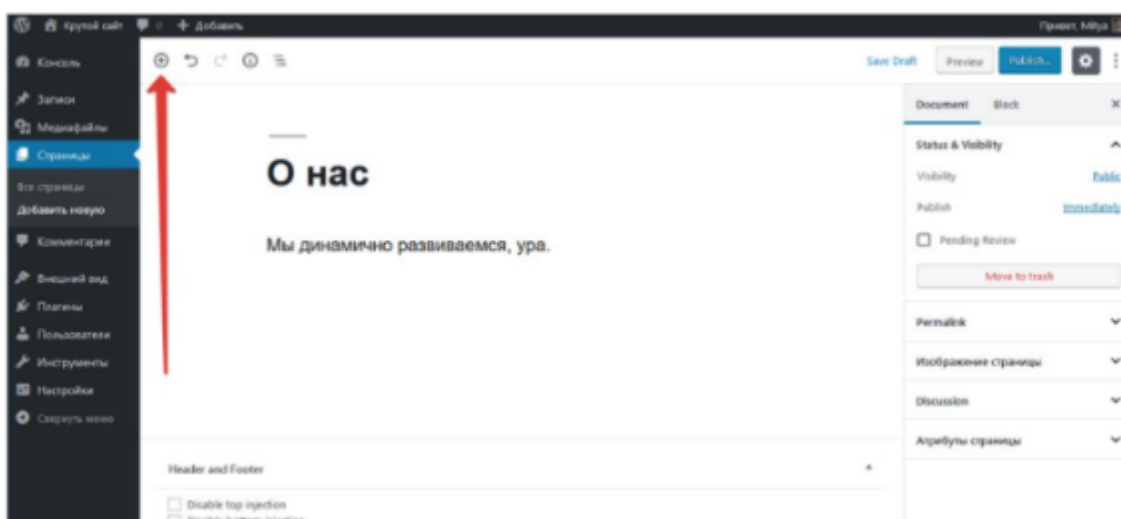 Крутой сайт 0 + Добавить Привет, Mitya
Консоль
Записи
Медиафайлы
Страницы
Все страницы
Добавить новую
Комментарии
Внешний вид
Плагины
Пользователи
Инструменты
Настройки
Свернуть меню
Save Draft Preview Publish...
О нас
Мы динамично развиваемся, ура.
Header and Footer
Disable top injection
Disable bottom injection
Document Block
Status & Visibility
Visibility Public
Publish Immediately
Pending Review
Move to trash
Permalink
Изображение страницы
Discussion
Атрибуты страницы